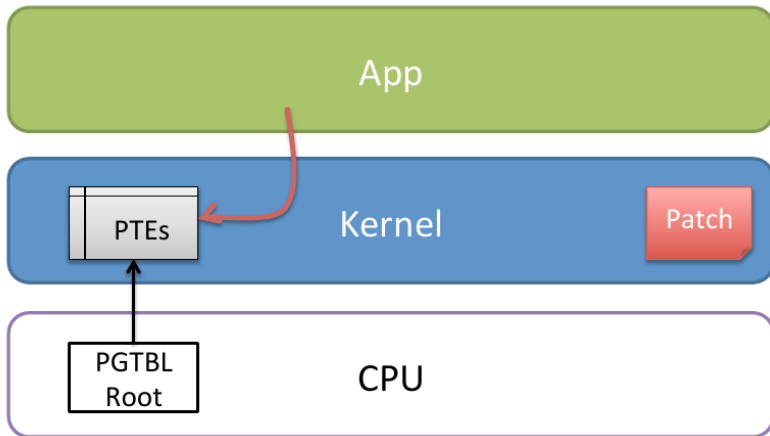 App
PTEs
Kernel
Patch
PGTBL
Root
CPU